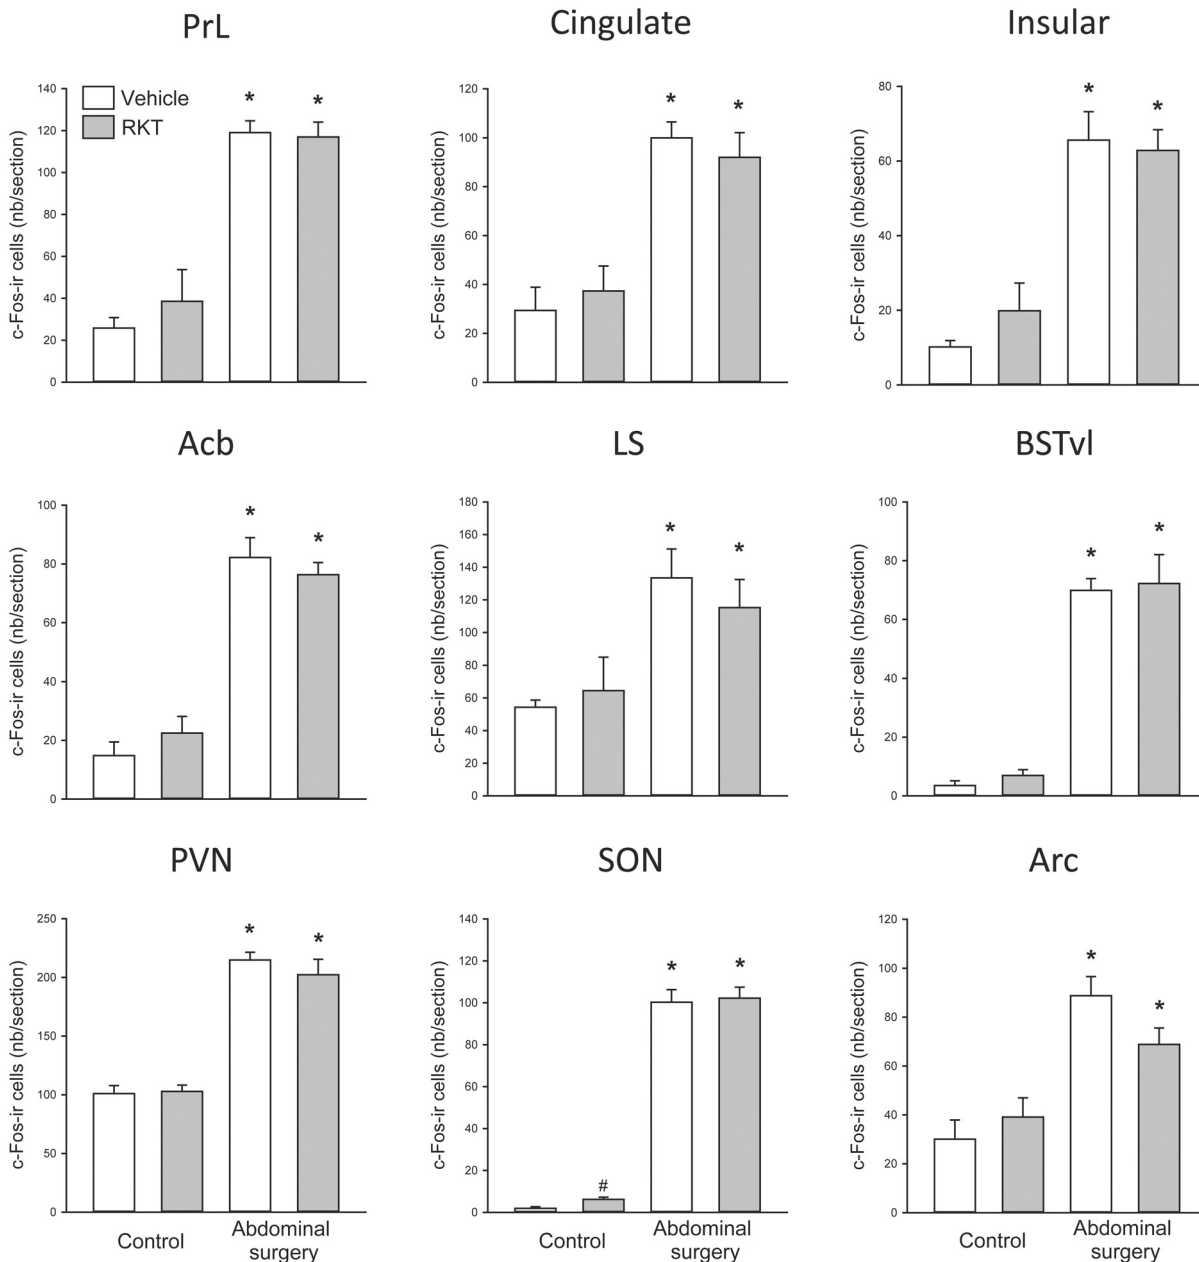 PrL
Cingulate
Insular
c-Fos-ir cells (nb/section)
140
120
100
80
60
40
20
0
Vehicle
RKT
*
*
c-Fos-ir cells (nb/section)
120
100
80
60
40
20
0
*
*
c-Fos-ir cells (nb/section)
80
60
40
20
0
*
*
Acb
LS
BSTvl
c-Fos-ir cells (nb/section)
100
80
60
40
20
0
*
*
c-Fos-ir cells (nb/section)
180
160
140
120
100
80
60
40
20
0
*
*
c-Fos-ir cells (nb/section)
100
80
60
40
20
0
*
*
PVN
SON
Arc
c-Fos-ir cells (nb/section)
250
200
150
100
50
0
*
*
Control
Abdominal
surgery
c-Fos-ir cells (nb/section)
140
120
100
80
60
40
20
0
#
*
*
Control
Abdominal
surgery
c-Fos-ir cells (nb/section)
120
100
80
60
40
20
0
*
*
Control
Abdominal
surgery